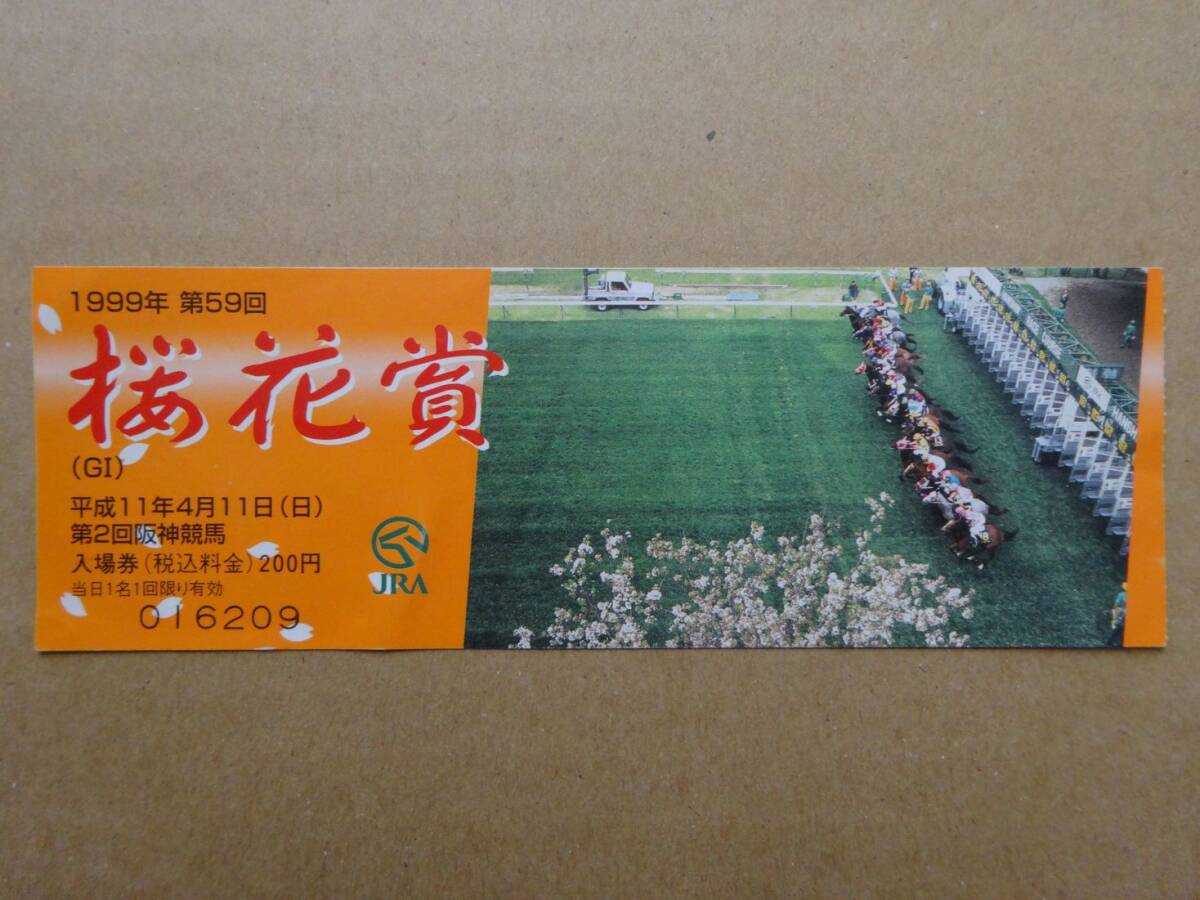 1999年 第59回
桜花賞
(GI)
平成11年4月11日(日)
第2回阪神競馬
入場券(税込料金)200円
当日1名1回限り有効
016209
JRA